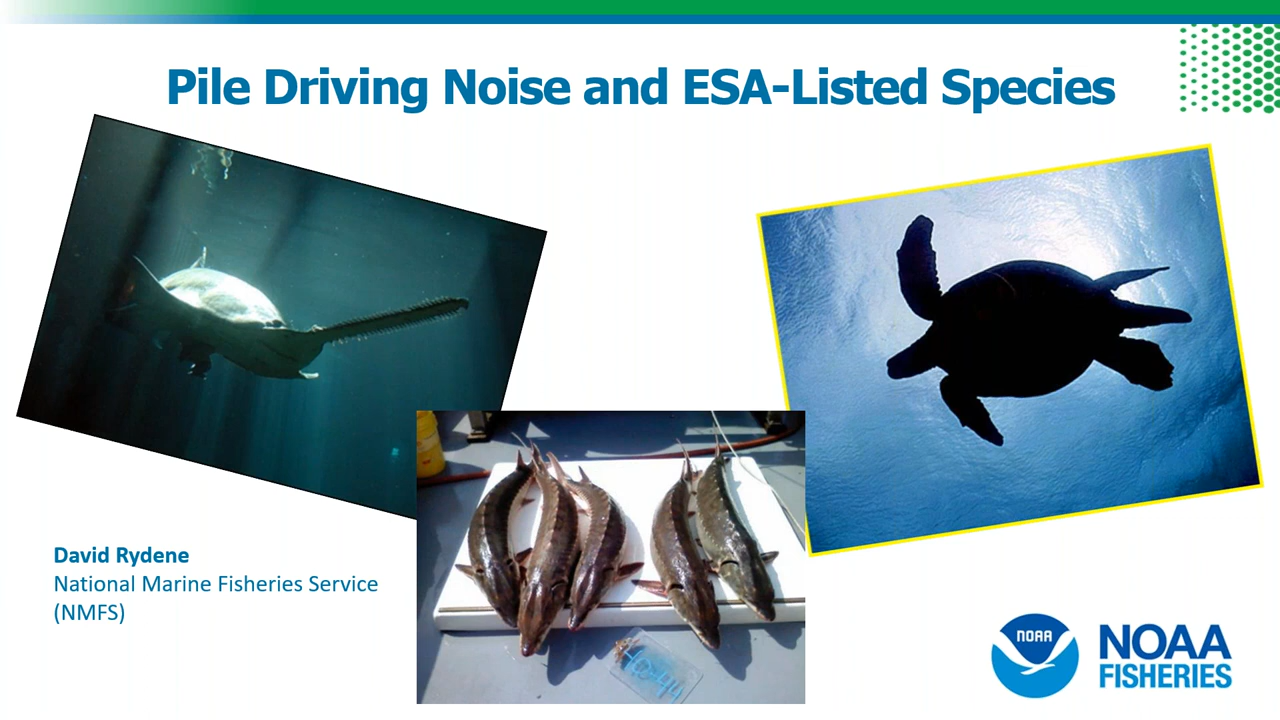 Pile Driving Noise and ESA-Listed Species
David Rydene
National Marine Fisheries Service
(NMFS)
NOAA
NOAA
FISHERIES